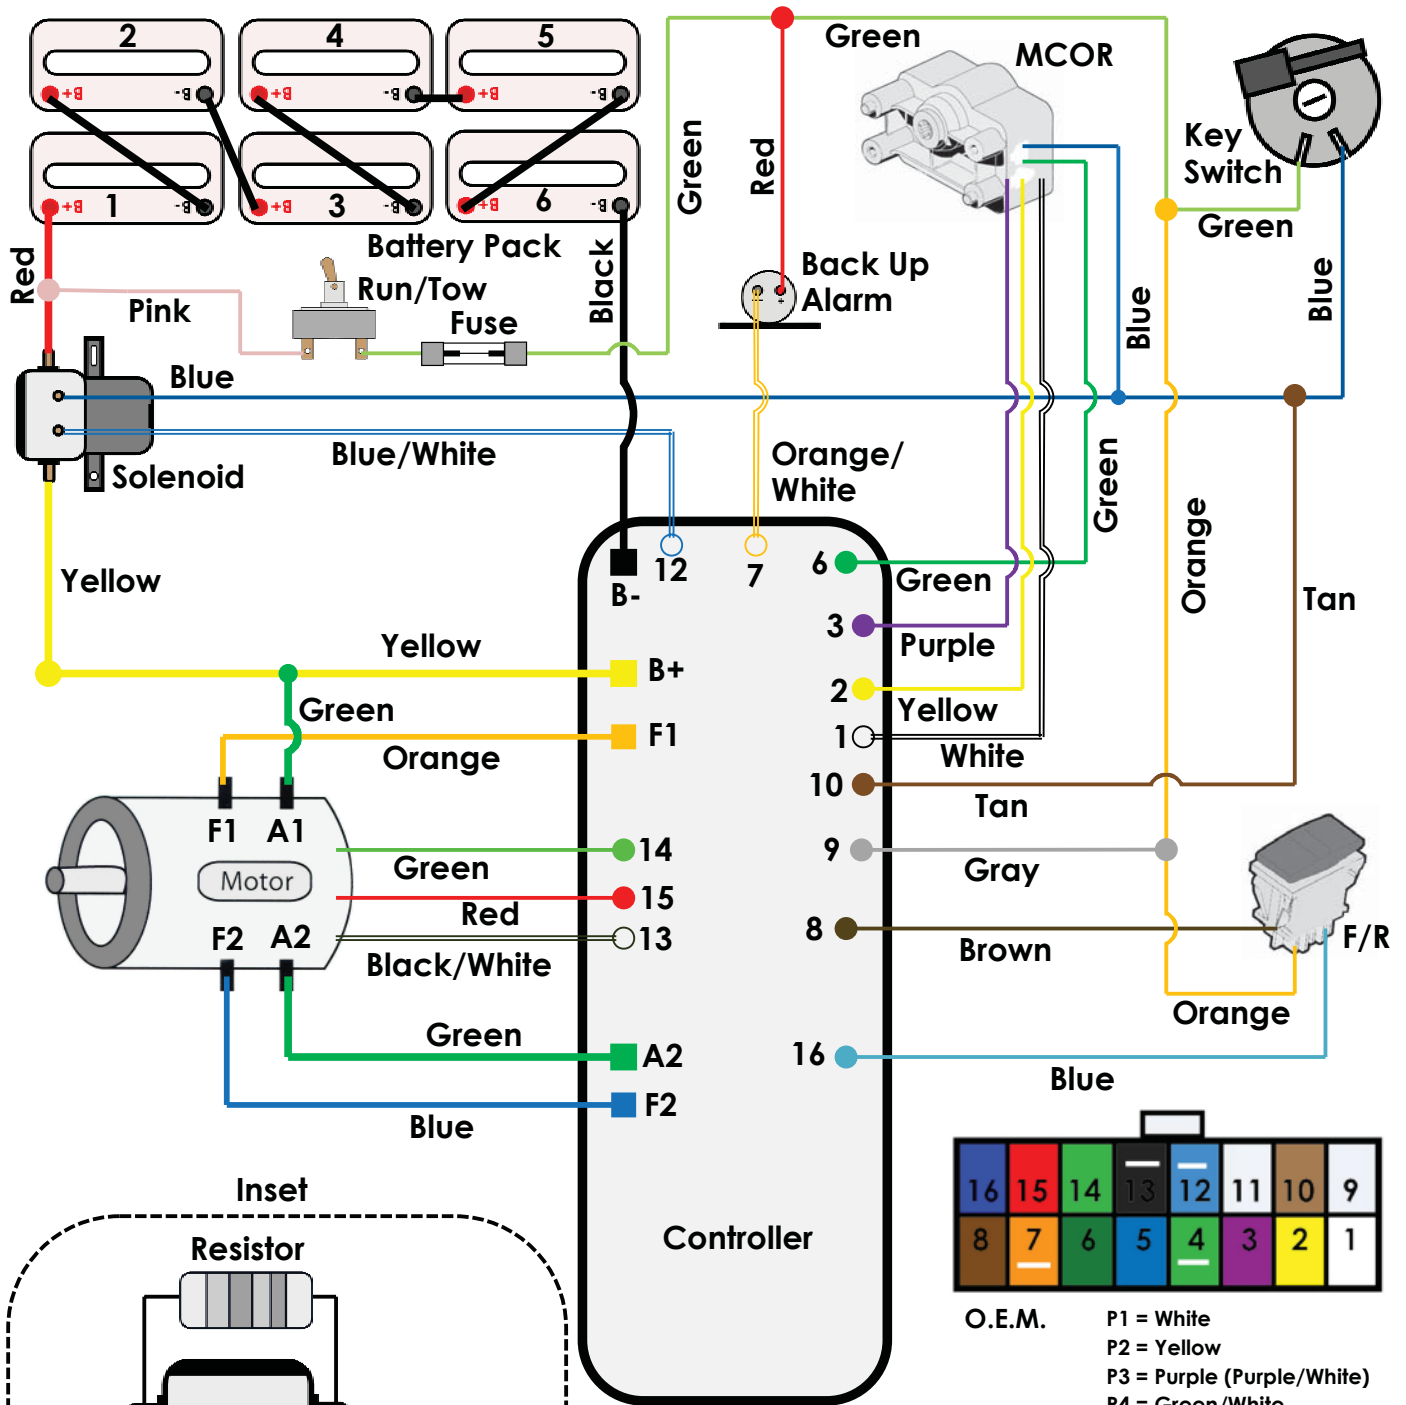 2
4
5
B+
B-
B+
B-
B+
B-
B+
1
B-
B+
3
B-
B+
6
B-
Battery Pack
Red
Pink
Run/Tow
Fuse
Black
Green
Green
Red
Back Up
Alarm
MCOR
Key
Switch
Green
Blue
Blue
Blue
Blue/White
Solenoid
Orange/
White
Green
Orange
Tan
Yellow
Yellow
Green
Orange
B-
12
7
6
Green
3
Purple
B+
2
Yellow
F1
1
White
10
Tan
F1
A1
Motor
F2
A2
14
Green
15
Red
13
Black/White
9
Gray
8
Brown
F/R
Orange
Green
A2
16
Blue
F2
Blue
Controller
Inset
Resistor
16 15 14 13 12 11 10 9
8 7 6 5 4 3 2 1
O.E.M.
P1 = White
P2 = Yellow
P3 = Purple (Purple/White)
P4 = Green/White